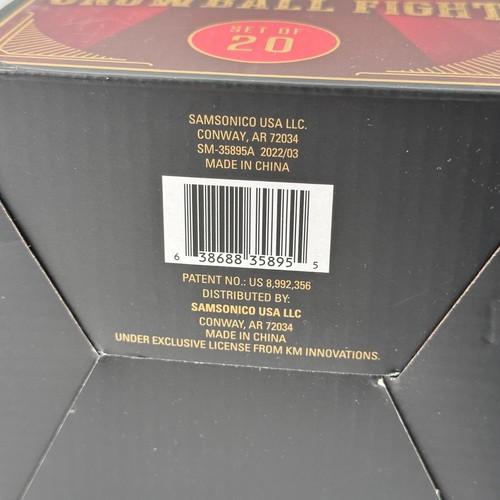 SNOWBALL FIGHT
SET OF
20
SAMSONICO USA LLC.
CONWAY, AR 72034
SM-35895A 2022/03
MADE IN CHINA
6 38688 35895 5
PATENT NO.: US 8,992,356
DISTRIBUTED BY:
SAMSONICO USA LLC
CONWAY, AR 72034
MADE IN CHINA
UNDER EXCLUSIVE LICENSE FROM KM INNOVATIONS.